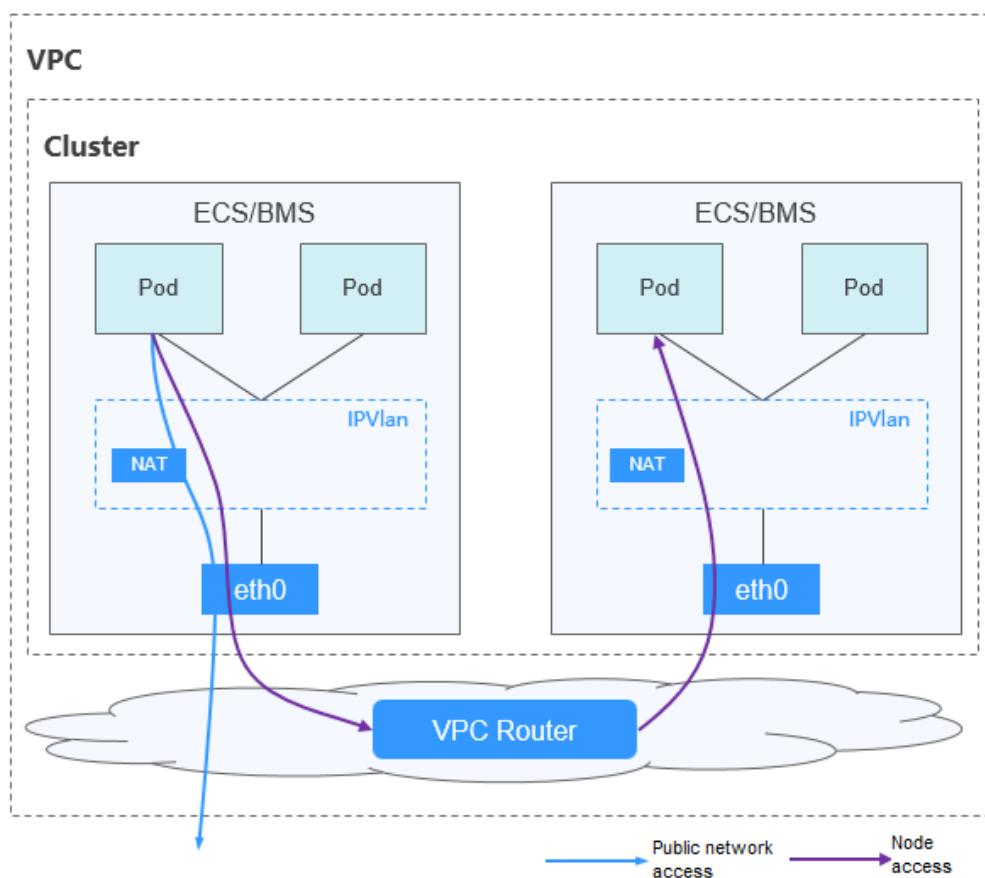 VPC
Cluster
ECS/BMS
ECS/BMS
Pod
Pod
Pod
Pod
IPVlan
IPVlan
NAT
NAT
eth0
eth0
VPC Router
Public network
access
Node
access